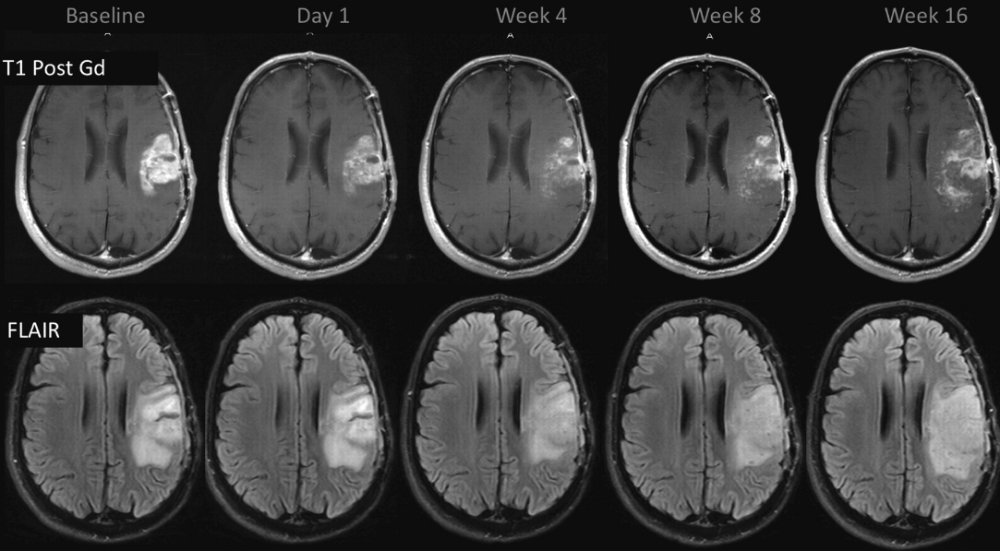 Baseline
Day 1
Week 4
Week 8
Week 16
A
A
T1 Post Gd
FLAIR